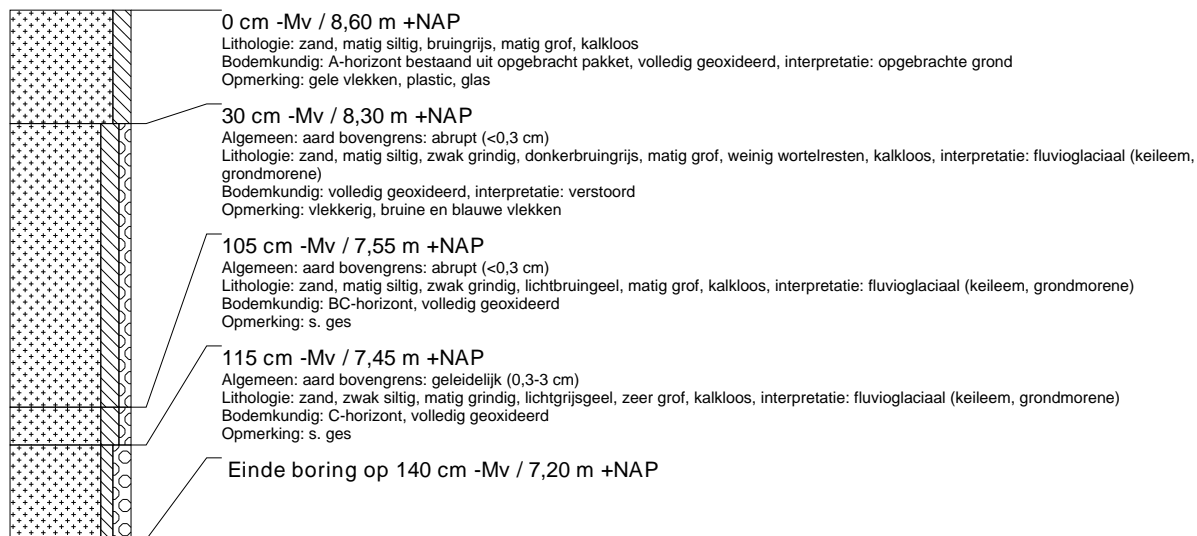 0 cm -Mv / 8,60 m +NAP
Lithologie: zand, matig siltig, bruingrijs, matig grof, kalkloos
Bodemkundig: A-horizont bestaand uit opgebracht pakket, volledig geoxideerd, interpretatie: opgebrachte grond
Opmerking: gele vlekken, plastic, glas
30 cm -Mv / 8,30 m +NAP
Algemeen: aard bovengrens: abrupt (<0,3 cm)
Lithologie: zand, matig siltig, zwak grindig, donkerbruingrijs, matig grof, weinig wortelresten, kalkloos, interpretatie: fluvioglaciaal (keileem,
grondmorene)
Bodemkundig: volledig geoxideerd, interpretatie: verstoord
Opmerking: vlekkerig, bruine en blauwe vlekken
105 cm -Mv / 7,55 m +NAP
Algemeen: aard bovengrens: abrupt (<0,3 cm)
Lithologie: zand, matig siltig, zwak grindig, lichtbruingeel, matig grof, kalkloos, interpretatie: fluvioglaciaal (keileem, grondmorene)
Bodemkundig: BC-horizont, volledig geoxideerd
Opmerking: s. ges
115 cm -Mv / 7,45 m +NAP
Algemeen: aard bovengrens: geleidelijk (0,3-3 cm)
Lithologie: zand, zwak siltig, matig grindig, lichtgrijsgeel, zeer grof, kalkloos, interpretatie: fluvioglaciaal (keileem, grondmorene)
Bodemkundig: C-horizont, volledig geoxideerd
Opmerking: s. ges
Einde boring op 140 cm -Mv / 7,20 m +NAP